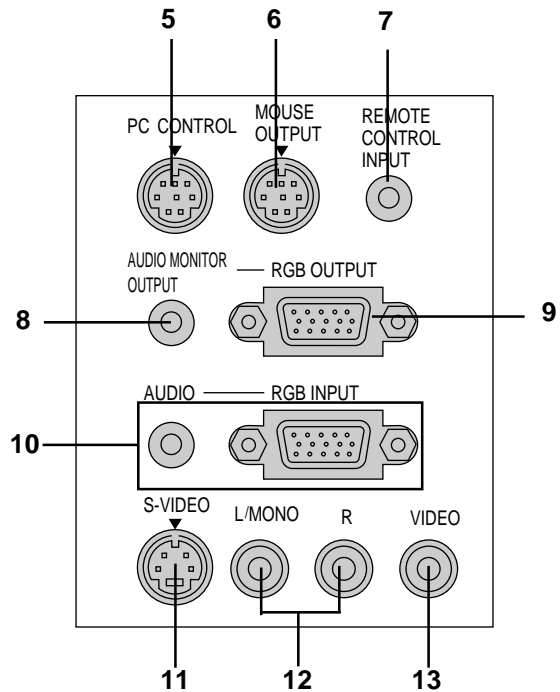 5 6 7
PC CONTROL
MOUSE
OUTPUT
REMOTE
CONTROL
INPUT
AUDIO MONITOR
OUTPUT
RGB OUTPUT
8
9
AUDIO
RGB INPUT
10
S-VIDEO
L/MONO
R
VIDEO
11 12 13